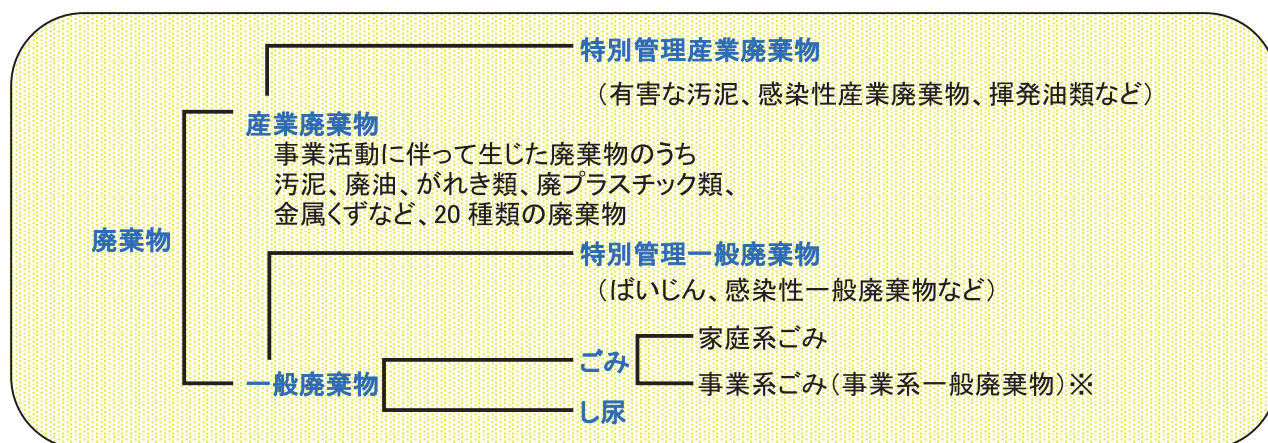 特別管理産業廃棄物
（有害な汚泥、感染性産業廃棄物、揮発油類など）
産業廃棄物
事業活動に伴って生じた廃棄物のうち
汚泥、廃油、がれき類、廃プラスチック類、
金属くずなど、20 種類の廃棄物
廃棄物
特別管理一般廃棄物
（ばいじん、感染性一般廃棄物など）
家庭系ごみ
ごみ
一般廃棄物
事業系ごみ（事業系一般廃棄物）※
し尿